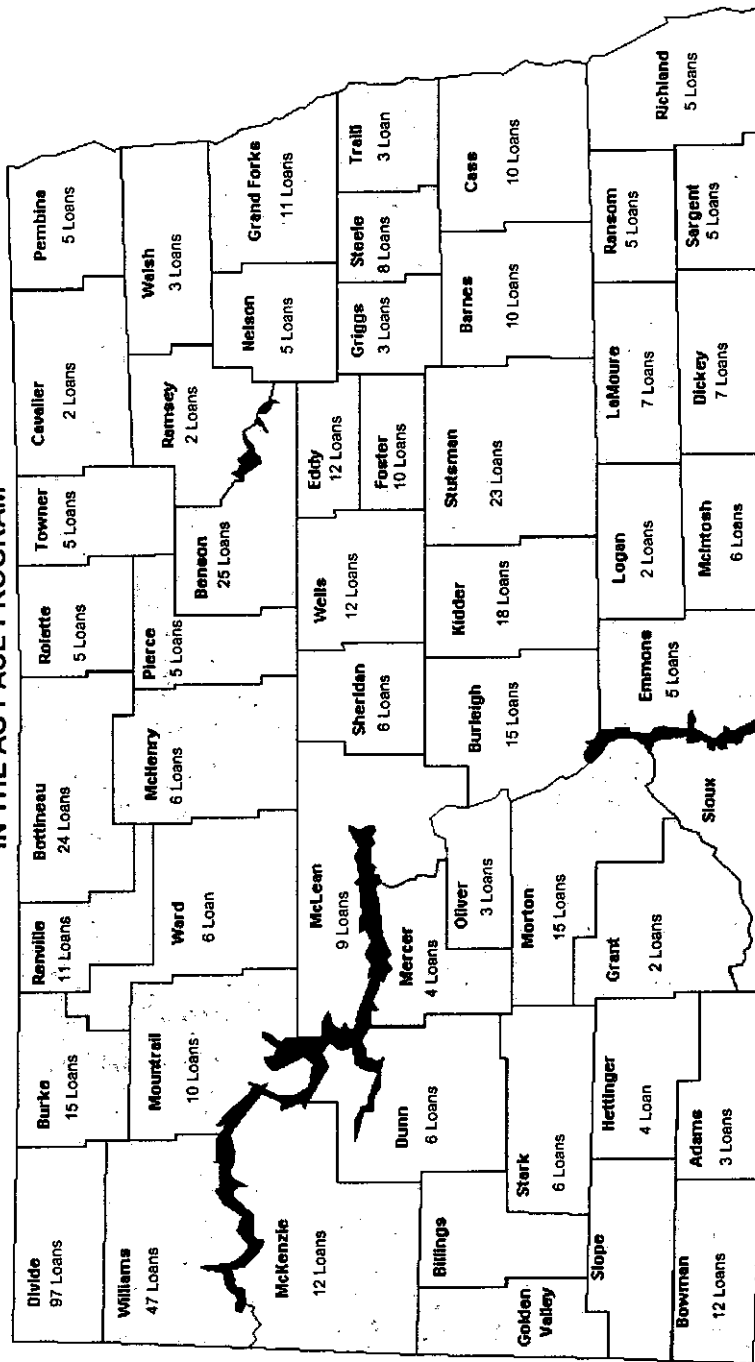 IN THE AG PACE PROGRAM
Divide
97 Loans
Burke
15 Loans
Renville
11 Loans
Bottineau
24 Loans
Rolette
5 Loans
Towner
5 Loans
Cavalier
2 Loans
Pembina
5 Loans
Williams
47 Loans
Mountrail
10 Loans
Ward
6 Loan
McHenry
6 Loans
Pierce
5 Loans
Benson
25 Loans
Ramsey
2 Loans
Walsh
3 Loans
Nelson
5 Loans
Grand Forks
11 Loans
McKenzie
12 Loans
Dunn
6 Loans
McLean
9 Loans
Mercer
4 Loans
Oliver
3 Loans
Sheridan
6 Loans
Wells
12 Loans
Eddy
12 Loans
Foster
10 Loans
Griggs
3 Loans
Steele
8 Loans
Traill
3 Loan
Golden
Valley
Billings
Stark
6 Loans
Morton
15 Loans
Burleigh
15 Loans
Kidder
18 Loans
Stutsman
23 Loans
Barnes
10 Loans
Cass
10 Loans
Slope
Hettinger
4 Loan
Grant
2 Loans
Sioux
Emmons
5 Loans
Logan
2 Loans
LaMoure
7 Loans
Ransom
5 Loans
Richland
5 Loans
Bowman
12 Loans
Adams
3 Loans
McIntosh
6 Loans
Dickey
7 Loans
Sargent
5 Loans